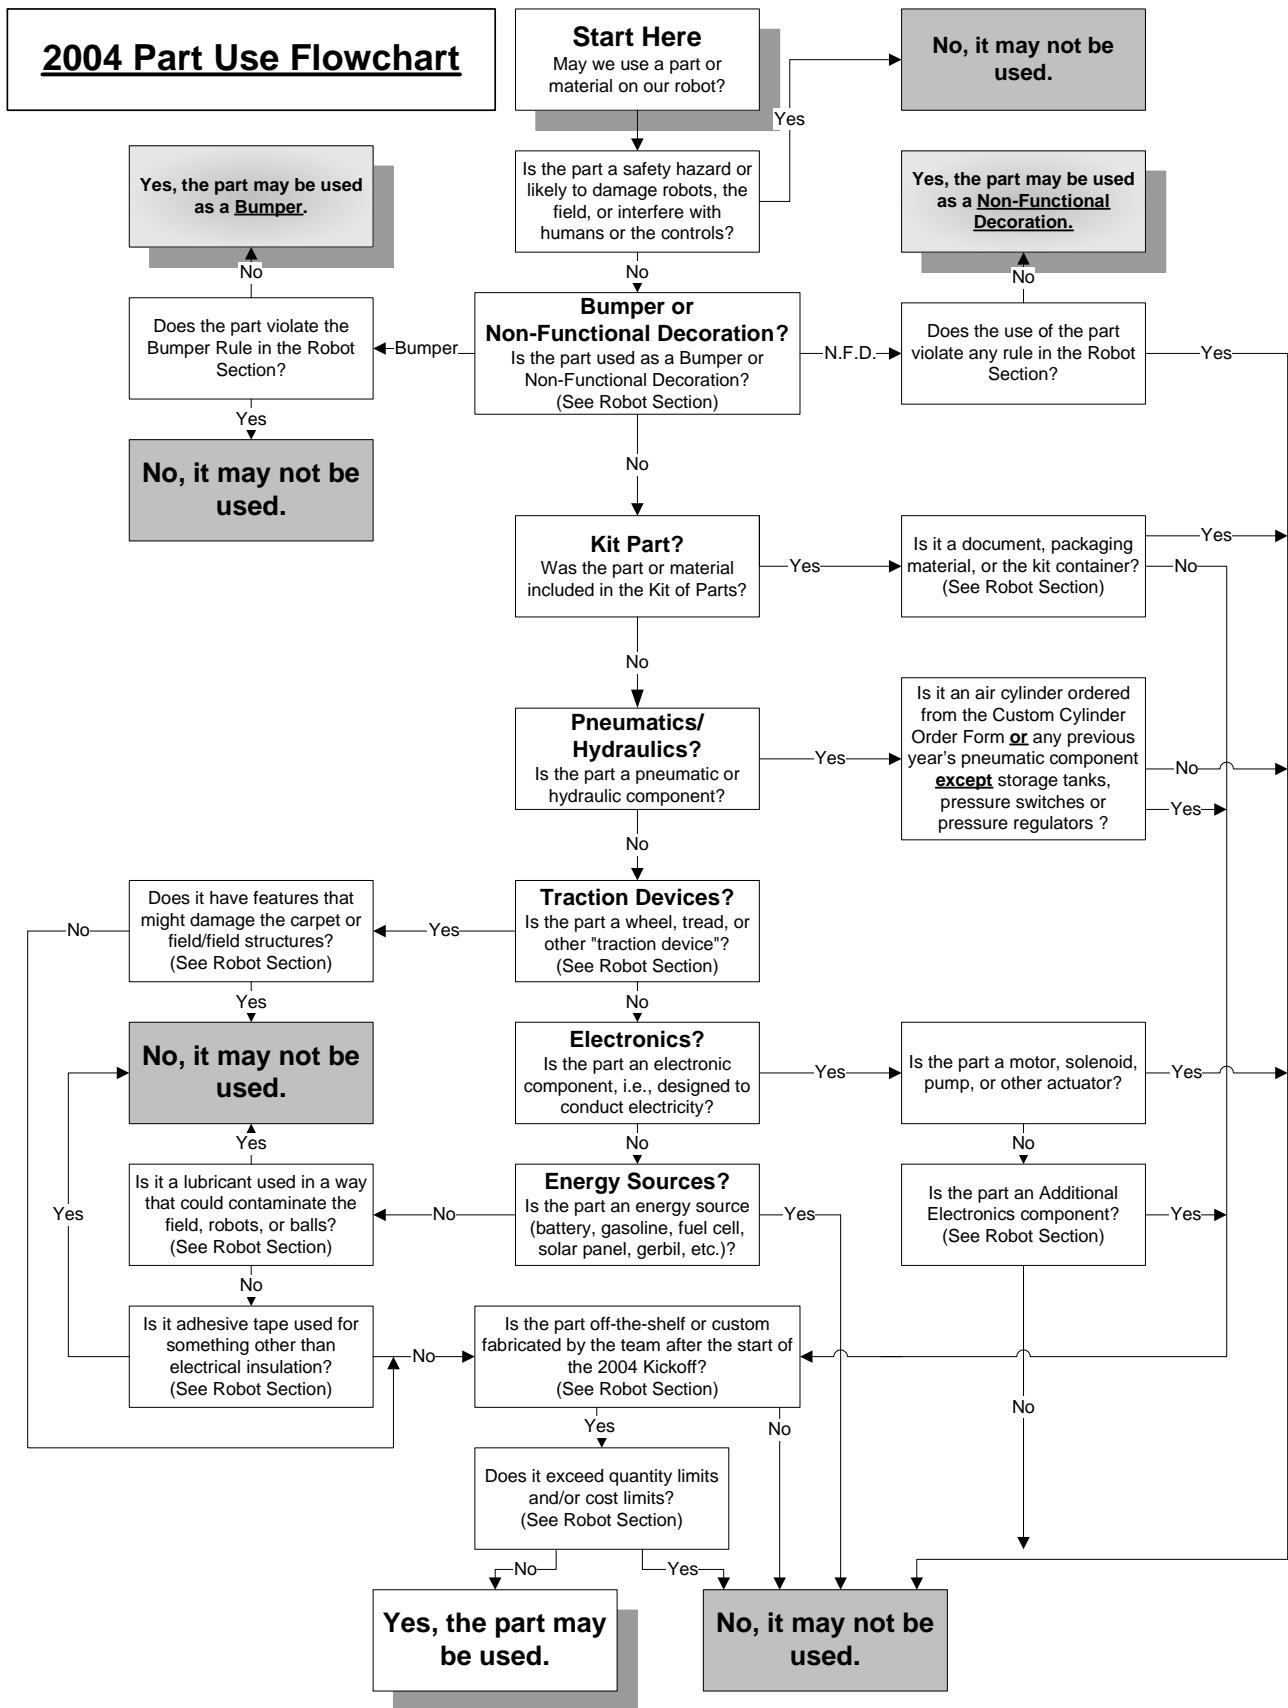 2004 Part Use Flowchart
Start Here
May we use a part or
material on our robot?
No, it may not be
used.
Yes
Is the part a safety hazard or
likely to damage robots, the
field, or interfere with
humans or the controls?
Yes, the part may be used
as a Bumper.
Yes, the part may be used
as a Non-Functional
Decoration.
No
No
No
Does the part violate the
Bumper Rule in the Robot
Section?
Bumper
Bumper or
Non-Functional Decoration?
Is the part used as a Bumper or
Non-Functional Decoration?
(See Robot Section)
N.F.D.
Does the use of the part
violate any rule in the Robot
Section?
Yes
Yes
No, it may not be
used.
No
Kit Part?
Was the part or material
included in the Kit of Parts?
Yes
Is it a document, packaging
material, or the kit container?
(See Robot Section)
Yes
No
No
Pneumatics/
Hydraulics?
Is the part a pneumatic or
hydraulic component?
Yes
Is it an air cylinder ordered
from the Custom Cylinder
Order Form or any previous
year's pneumatic component
except storage tanks,
pressure switches or
pressure regulators ?
No
Yes
No
No
Does it have features that
might damage the carpet or
field/field structures?
(See Robot Section)
Yes
Traction Devices?
Is the part a wheel, tread, or
other "traction device"?
(See Robot Section)
Yes
No
No, it may not be
used.
Electronics?
Is the part an electronic
component, i.e., designed to
conduct electricity?
Yes
Is the part a motor, solenoid,
pump, or other actuator?
Yes
Yes
No
No
Yes
Is it a lubricant used in a way
that could contaminate the
field, robots, or balls?
(See Robot Section)
No
Energy Sources?
Is the part an energy source
(battery, gasoline, fuel cell,
solar panel, gerbil, etc.)?
Yes
Is the part an Additional
Electronics component?
(See Robot Section)
Yes
No
Is it adhesive tape used for
something other than
electrical insulation?
(See Robot Section)
No
Is the part off-the-shelf or custom
fabricated by the team after the start of
the 2004 Kickoff?
(See Robot Section)
No
Yes
No
Does it exceed quantity limits
and/or cost limits?
(See Robot Section)
No
Yes
Yes, the part may
be used.
No, it may not be
used.